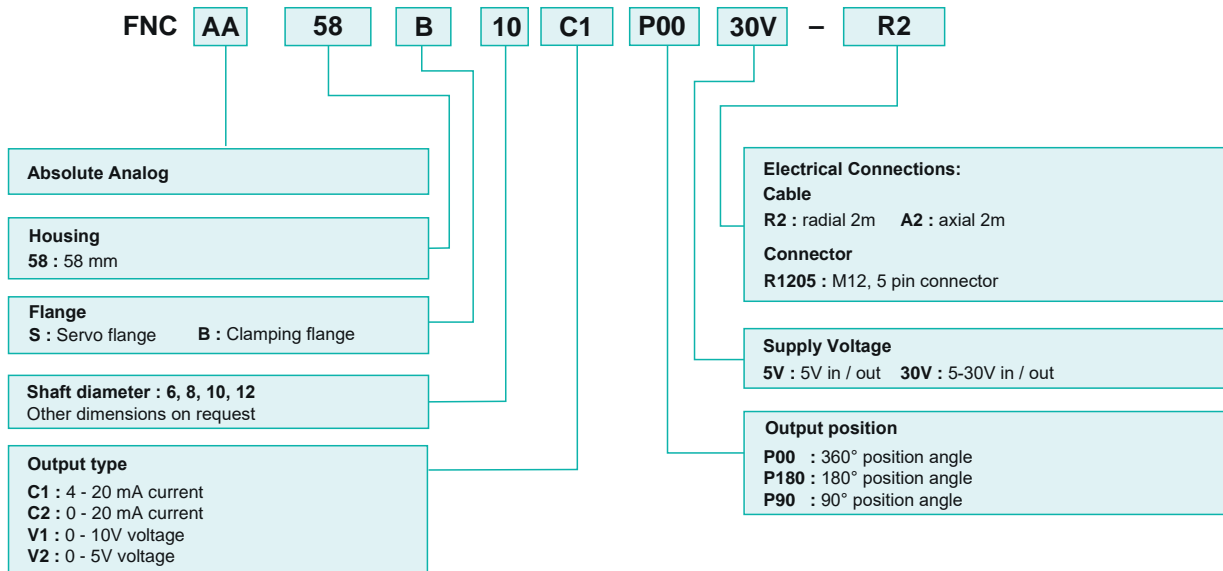 FNC AA 58 B 10 C1 P00 30V – R2
Absolute Analog
Housing
58 : 58 mm
Flange
S : Servo flange B : Clamping flange
Shaft diameter : 6, 8, 10, 12
Other dimensions on request
Output type
C1 : 4 - 20 mA current
C2 : 0 - 20 mA current
V1 : 0 - 10V voltage
V2 : 0 - 5V voltage
Electrical Connections:
Cable
R2 : radial 2m A2 : axial 2m
Connector
R1205 : M12, 5 pin connector
Supply Voltage
5V : 5V in / out 30V : 5-30V in / out
Output position
P00 : 360° position angle
P180 : 180° position angle
P90 : 90° position angle